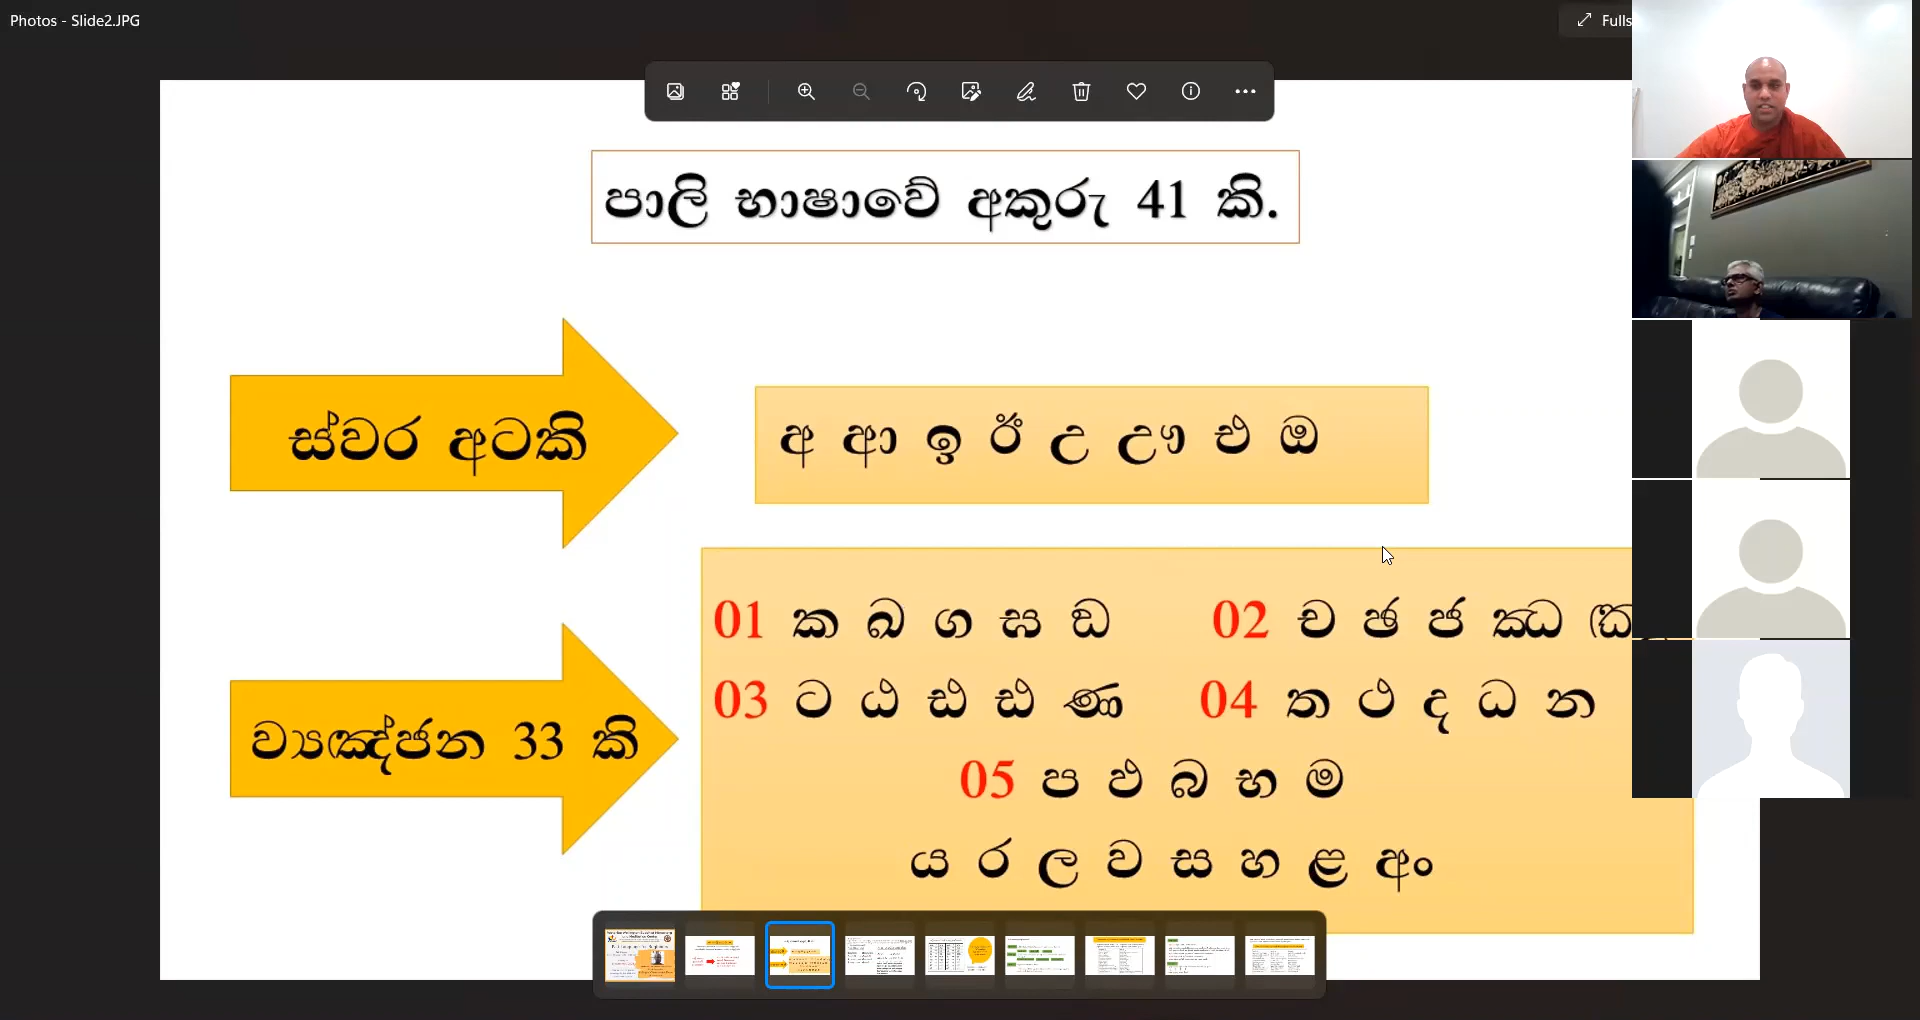 Photos - Slide2.JPG
පාලි භාෂාවේ අකුරු 41 කි.
ස්වර අටකි
අ ආ ඉ ඊ උ ඌ එ ඔ
ව්‍යඤ්ජන 33 කි
01 ක ඛ ග ඝ ඞ 02 ච ඡ ජ ඣ ඤ
03 ට ඨ ඪ ඪ ණ 04 ත ථ ද ධ න
05 ප ඵ බ භ ම
ය ර ල ව ස හ ළ අං